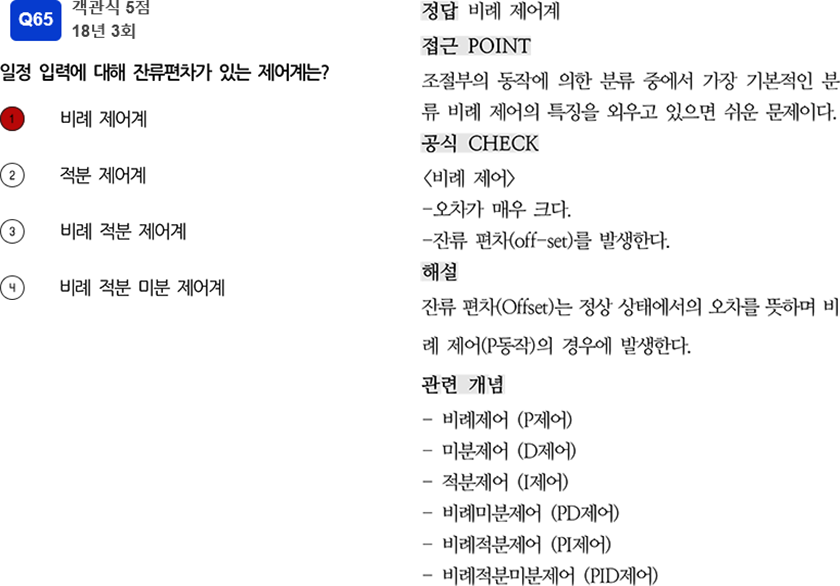 Q65
객관식 5점
18년 3회
일정 입력에 대해 잔류편차가 있는 제어계는?
1 비례 제어계
2 적분 제어계
3 비례 적분 제어계
4 비례 적분 미분 제어계
정답 비례 제어계
접근 POINT
조절부의 동작에 의한 분류 중에서 가장 기본적인 분
류 비례 제어의 특징을 외우고 있으면 쉬운 문제이다.
공식 CHECK
〈비례 제어〉
-오차가 매우 크다.
-잔류 편차(off-set)를 발생한다.
해설
잔류 편차(Offset)는 정상 상태에서의 오차를 뜻하며 비
례 제어(P동작)의 경우에 발생한다.
관련 개념
- 비례제어 (P제어)
- 미분제어 (D제어)
- 적분제어 (I제어)
- 비례미분제어 (PD제어)
- 비례적분제어 (PI제어)
- 비례적분미분제어 (PID제어)